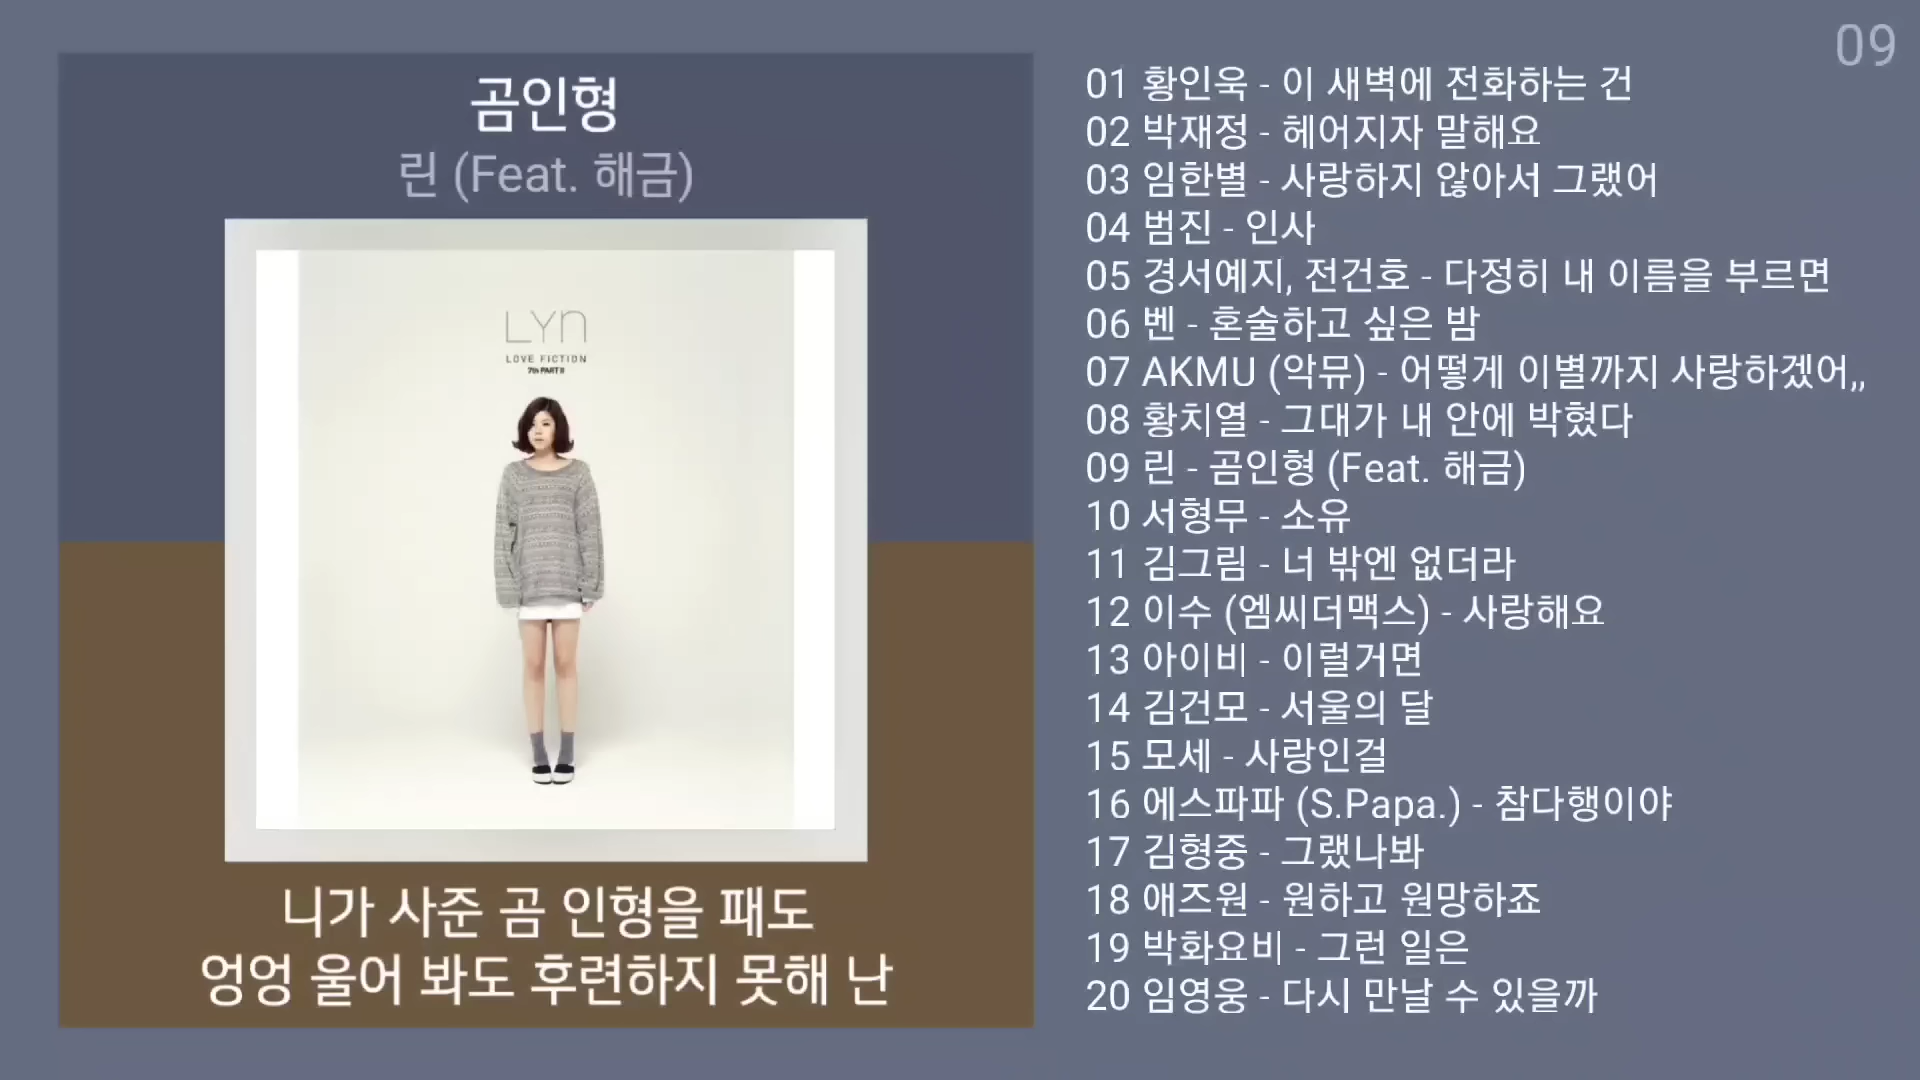 09
곰인형
린 (Feat. 해금)
LYn
LOVE FICTION
7th PART II
니가 사준 곰 인형을 패도
엉엉 울어 봐도 후련하지 못해 난
01 황인욱 - 이 새벽에 전화하는 건
02 박재정 - 헤어지자 말해요
03 임한별 - 사랑하지 않아서 그랬어
04 범진 - 인사
05 경서예지, 전건호 - 다정히 내 이름을 부르면
06 벤 - 혼술하고 싶은 밤
07 AKMU (악뮤) - 어떻게 이별까지 사랑하겠어,,
08 황치열 - 그대가 내 안에 박혔다
09 린 - 곰인형 (Feat. 해금)
10 서형무 - 소유
11 김그림 - 너 밖엔 없더라
12 이수 (엠씨더맥스) - 사랑해요
13 아이비 - 이럴거면
14 김건모 - 서울의 달
15 모세 - 사랑인걸
16 에스파파 (S.Papa.) - 참다행이야
17 김형중 - 그랬나봐
18 애즈원 - 원하고 원망하죠
19 박화요비 - 그런 일은
20 임영웅 - 다시 만날 수 있을까